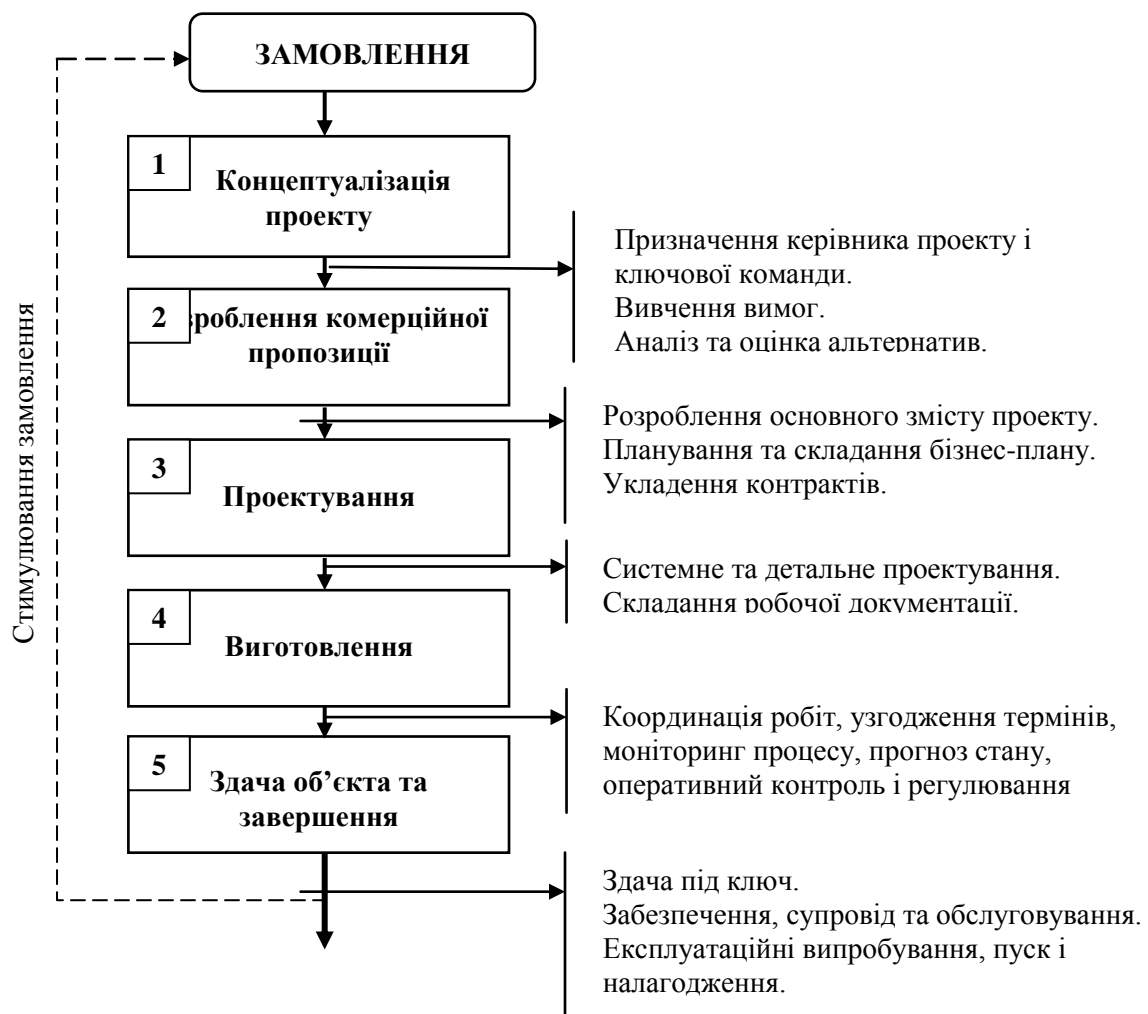 ЗАМОВЛЕННЯ
1
Концептуалізація
проекту
Призначення керівника проекту і
ключової команди.
Вивчення вимог.
Аналіз та оцінка альтернатив.
2
зроблення комерційної
пропозиції
Розроблення основного змісту проекту.
Планування та складання бізнес-плану.
Укладення контрактів.
3
Проектування
Системне та детальне проектування.
Складання робочої документації.
4
Виготовлення
Координація робіт, узгодження термінів,
моніторинг процесу, прогноз стану,
оперативний контроль і регулювання
5
Здача об’єкта та
завершення
Здача під ключ.
Забезпечення, супровід та обслуговування.
Експлуатаційні випробування, пуск і
налагодження.
Стимулювання замовлення